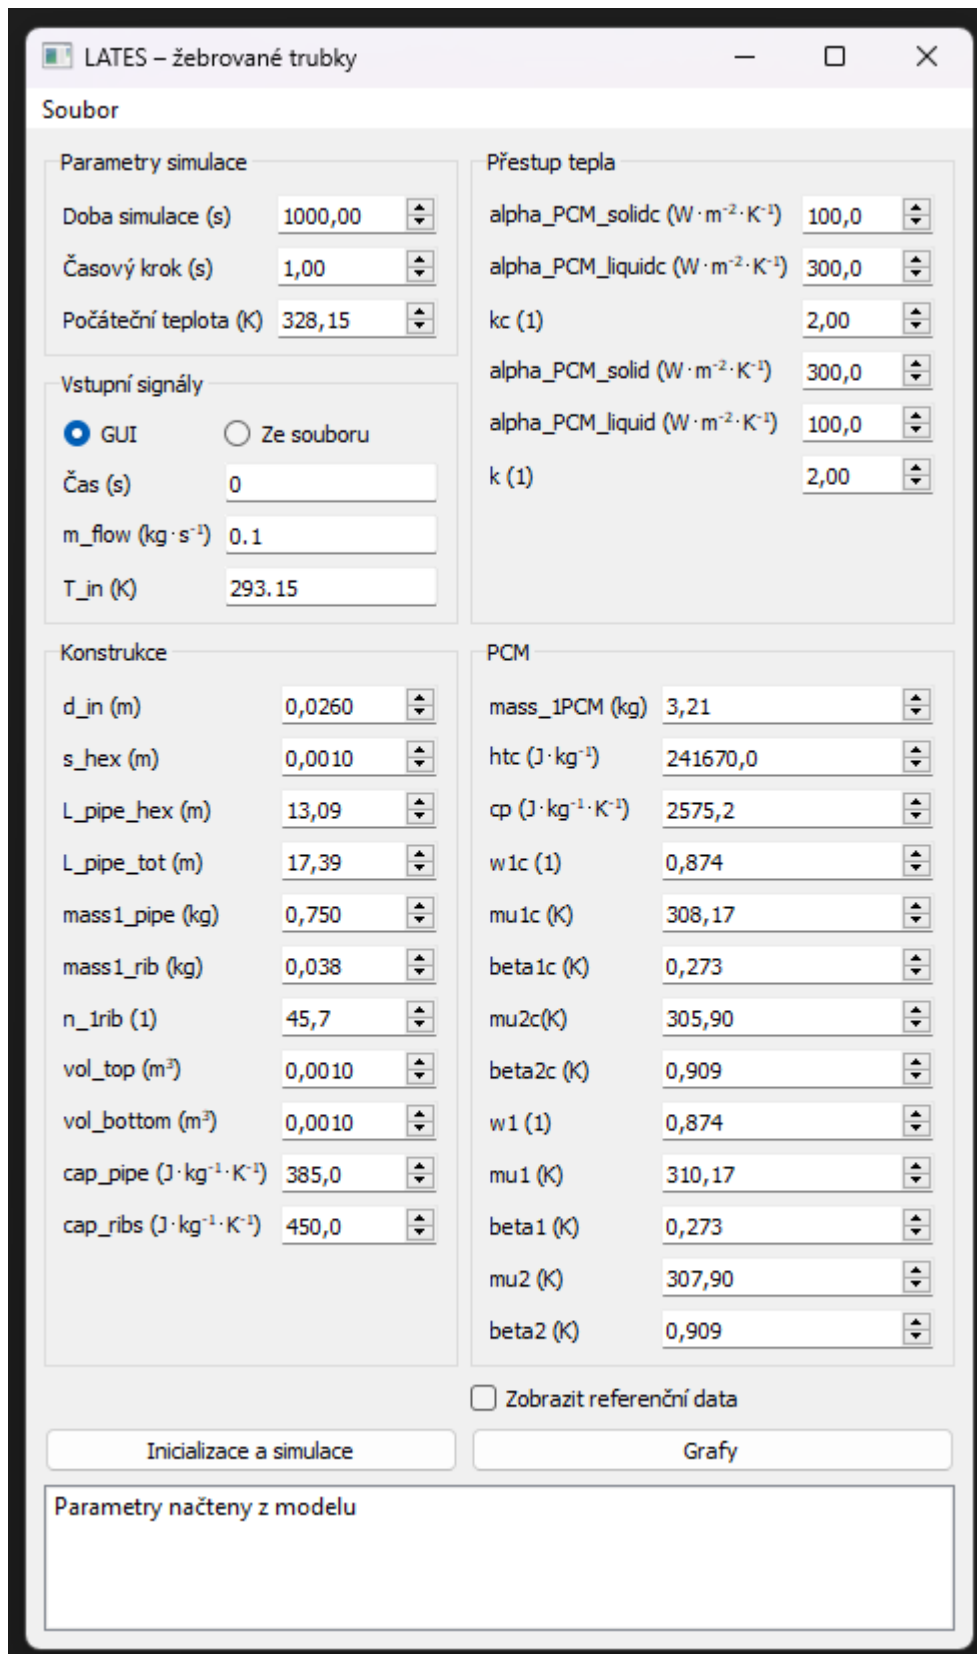 LATES – žebrované trubky
Soubor
Parametry simulace
Doba simulace (s) 1000,00
Časový krok (s) 1,00
Počáteční teplota (K) 328,15
Vstupní signály
GUI Ze souboru
Čas (s) 0
m_flow (kg·s⁻¹) 0.1
T_in (K) 293.15
Přestup tepla
alpha_PCM_solidc (W·m⁻²·K⁻¹) 100,0
alpha_PCM_liquidc (W·m⁻²·K⁻¹) 300,0
kc (1) 2,00
alpha_PCM_solid (W·m⁻²·K⁻¹) 300,0
alpha_PCM_liquid (W·m⁻²·K⁻¹) 100,0
k (1) 2,00
Konstrukce
d_in (m) 0,0260
s_hex (m) 0,0010
L_pipe_hex (m) 13,09
L_pipe_tot (m) 17,39
mass1_pipe (kg) 0,750
mass1_rib (kg) 0,038
n_1rib (1) 45,7
vol_top (m³) 0,0010
vol_bottom (m³) 0,0010
cap_pipe (J·kg⁻¹·K⁻¹) 385,0
cap_ribs (J·kg⁻¹·K⁻¹) 450,0
PCM
mass_1PCM (kg) 3,21
htc (J·kg⁻¹) 241670,0
cp (J·kg⁻¹·K⁻¹) 2575,2
w1c (1) 0,874
mu1c (K) 308,17
beta1c (K) 0,273
mu2c(K) 305,90
beta2c (K) 0,909
w1 (1) 0,874
mu1 (K) 310,17
beta1 (K) 0,273
mu2 (K) 307,90
beta2 (K) 0,909
Zobrazit referenční data
Inicializace a simulace
Grafy
Parametry načteny z modelu